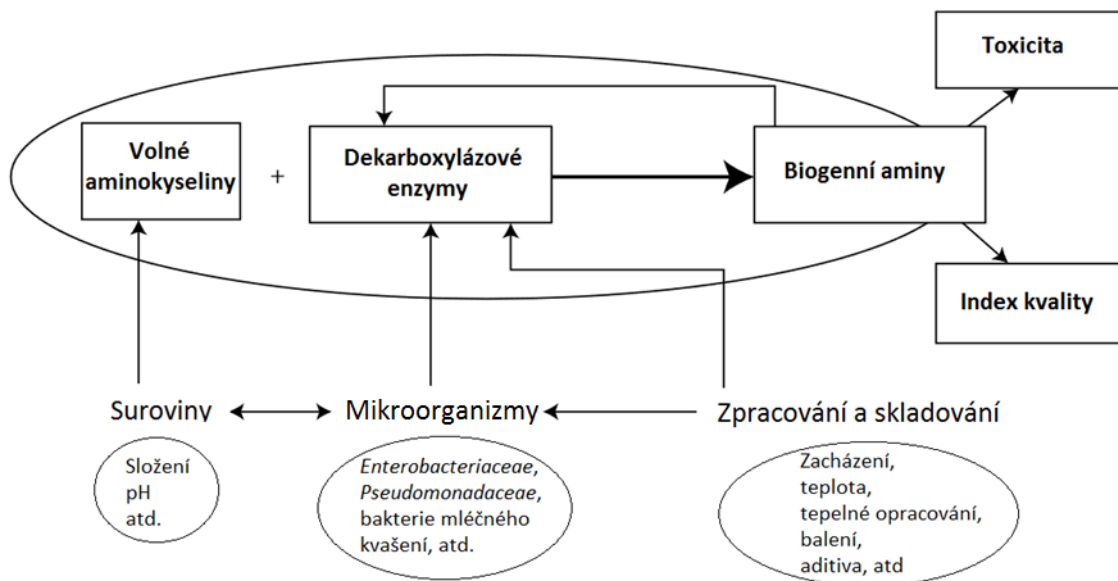 Toxicita
Volné
aminokyseliny
+
Dekarboxylázové
enzymy
Biogenní aminy
Index kvality
Suroviny
Mikroorganizmy
Zpracování a skladování
Složení
pH
atd.
Enterobacteriaceae,
Pseudomonadaceae,
bakterie mléčného
kvašení, atd.
Zacházení,
teplota,
tepelné opracování,
balení,
aditiva, atd